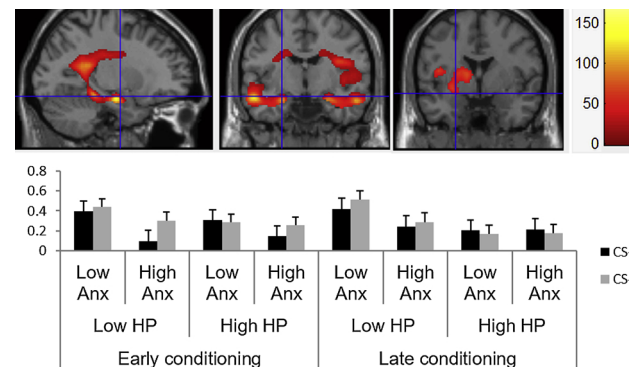 150
100
50
0
0.8
0.6
0.4
0.2
0
CS-
CS-
Low Anx
High Anx
Low Anx
High Anx
Low Anx
High Anx
Low Anx
High Anx
Low HP
High HP
Low HP
High HP
Early conditioning
Late conditioning